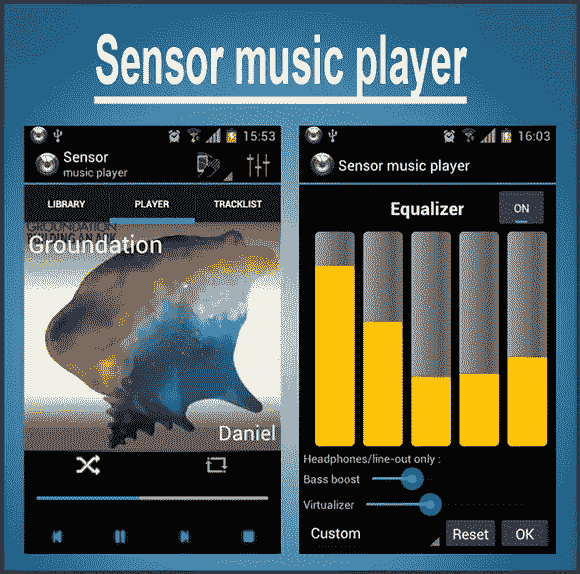 Sensor music player
15:53
Sensor
music player
LIBRARY PLAYER TRACKLIST
GROUNDATION
BUILDING AN ARK
Groundation
Daniel
16:03
Sensor music player
Equalizer ON
Headphones/line-out only :
Bass boost
Virtualizer
Custom Reset OK